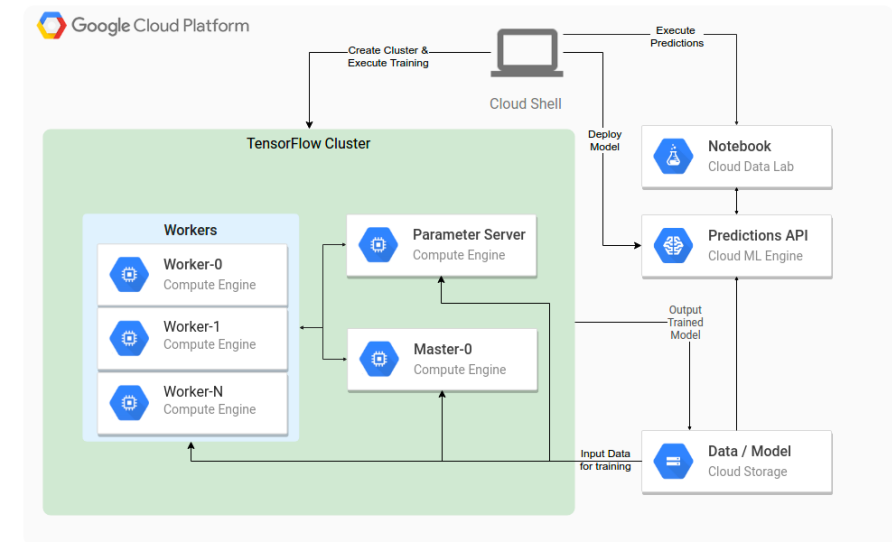 Google Cloud Platform
Execute
Predictions
Create Cluster &
Execute Training
Cloud Shell
Deploy
Model
TensorFlow Cluster
Notebook
Cloud Data Lab
Workers
Worker-0
Compute Engine
Worker-1
Compute Engine
Worker-N
Compute Engine
Parameter Server
Compute Engine
Master-0
Compute Engine
Predictions API
Cloud ML Engine
Output
Trained
Model
Input Data
for training
Data / Model
Cloud Storage